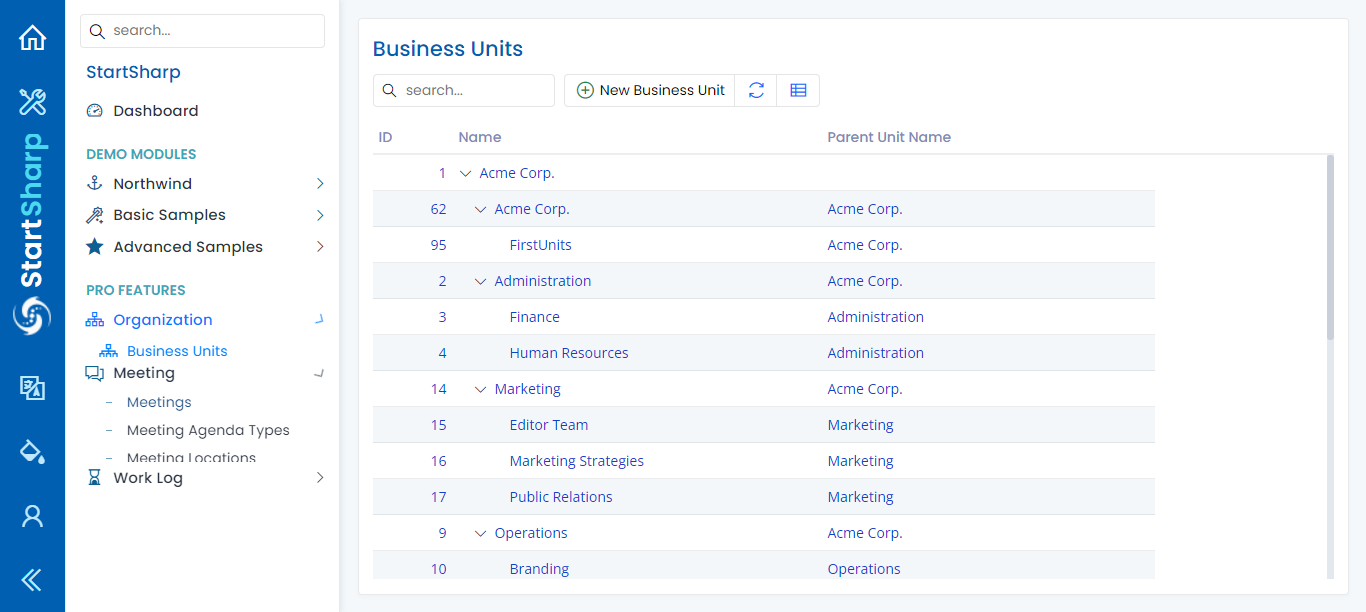 StartSharp
search...
StartSharp
Dashboard
DEMO MODULES
Northwind
Basic Samples
Advanced Samples
PRO FEATURES
Organization
Business Units
Meeting
– Meetings
– Meeting Agenda Types
– Meeting Locations
Work Log
Business Units
search...
New Business Unit
ID Name Parent Unit Name
1 Acme Corp.
62 Acme Corp. Acme Corp.
95 FirstUnits Acme Corp.
2 Administration Acme Corp.
3 Finance Administration
4 Human Resources Administration
14 Marketing Acme Corp.
15 Editor Team Marketing
16 Marketing Strategies Marketing
17 Public Relations Marketing
9 Operations Acme Corp.
10 Branding Operations